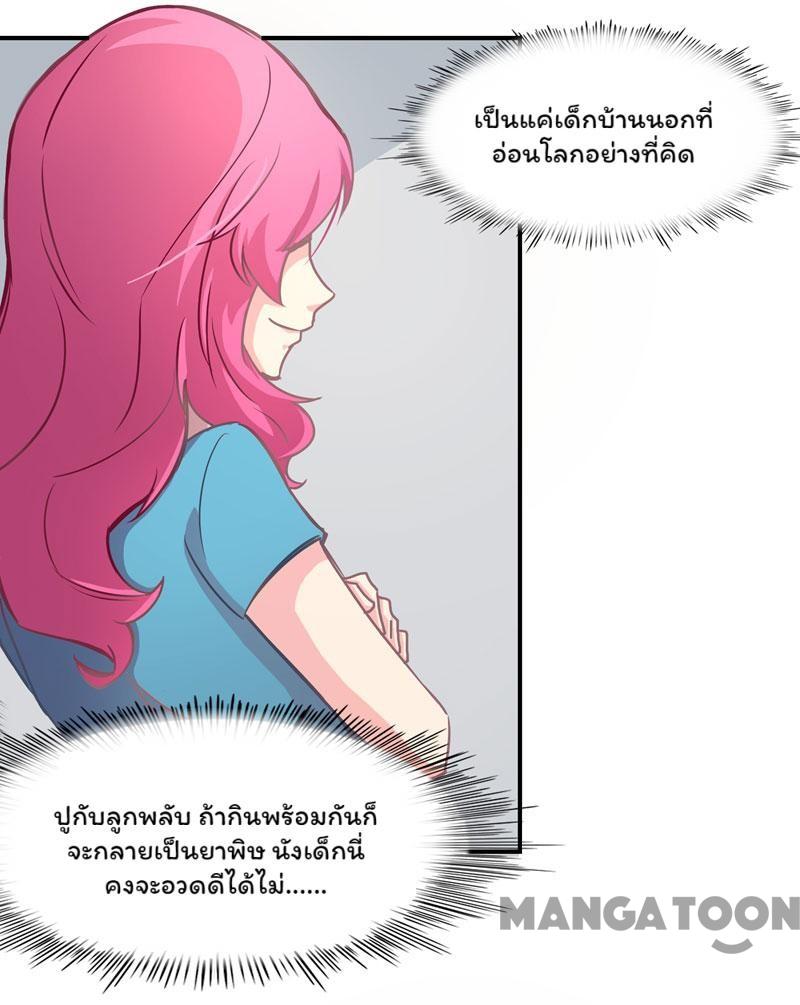 เป็นแค่เด็กบ้านนอกที่
อ่อนโลกอย่างที่คิด
ปูกับลูกพลับ ถ้ากินพร้อมกันก็
จะกลายเป็นยาพิษ นังเด็กนี่
คงจะอวดดีได้ไม่......
MANGATOON